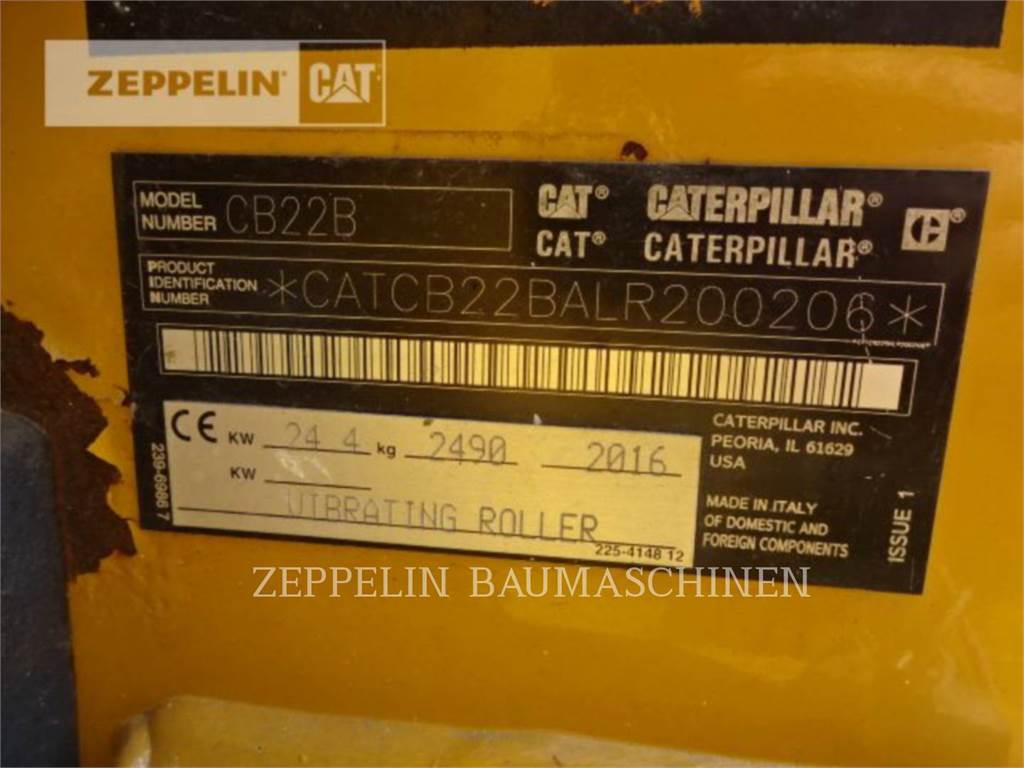 ZEPPELIN® CAT
MODEL NUMBER CB22B
CAT® CATERPILLAR®
CAT® CATERPILLAR®
CE®
PRODUCT IDENTIFICATION NUMBER *CATCB22BALR200206*
CE KW 24 4 kg 2490 2016
KW
VIBRATING ROLLER
225-4148 12
239-6986 7
CATERPILLAR INC.
PEORIA, IL 61629
USA
MADE IN ITALY
OF DOMESTIC AND
FOREIGN COMPONENTS
ISSUE 1
ZEPPELIN BAUMASCHINEN